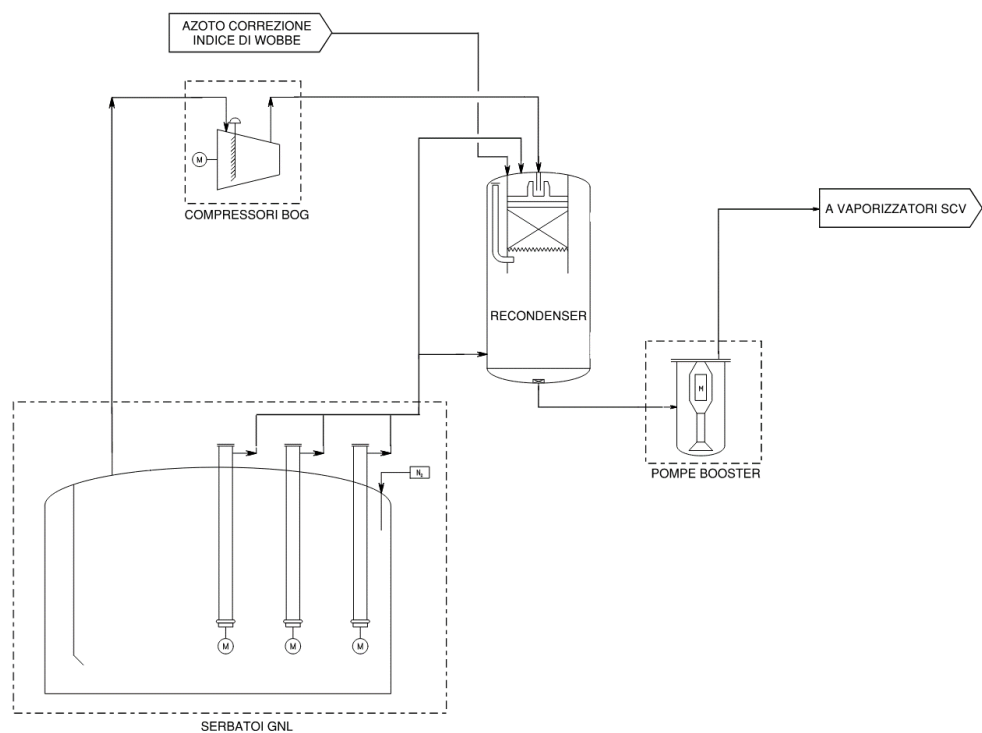 AZOTO CORREZIONE
INDICE DI WOBBE
M
COMPRESSORI BOG
A VAPORIZZATORI SCV
RECONDENSER
M
POMPE BOOSTER
N₂
M
M
M
SERBATOI GNL